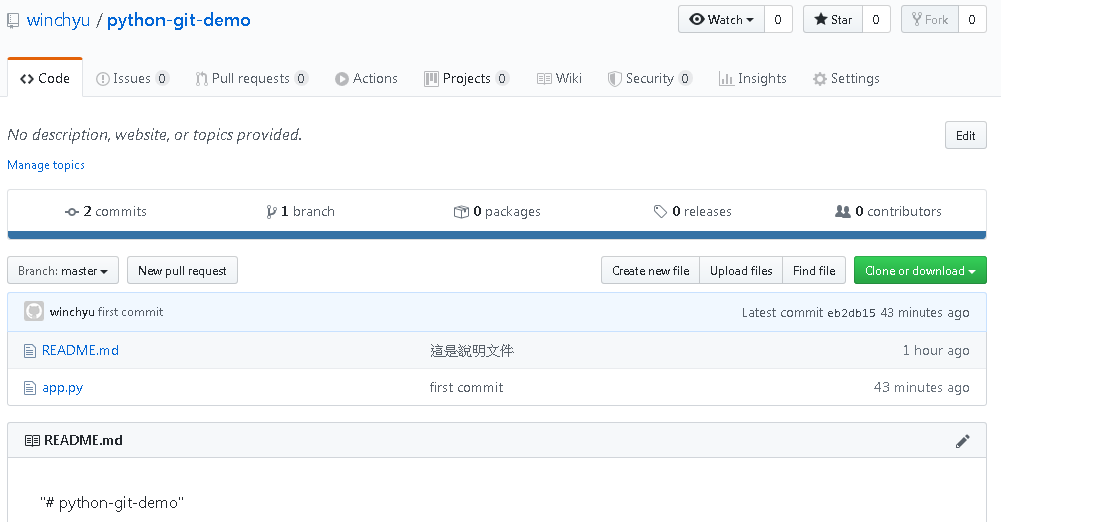 winchyu / python-git-demo
Watch 0 Star 0 Fork 0
Code Issues 0 Pull requests 0 Actions Projects 0 Wiki Security 0 Insights Settings
No description, website, or topics provided.
Edit
Manage topics
2 commits 1 branch 0 packages 0 releases 0 contributors
Branch: master New pull request Create new file Upload files Find file Clone or download
winchyu first commit Latest commit eb2db15 43 minutes ago
README.md 這是說明文件 1 hour ago
app.py first commit 43 minutes ago
README.md
"# python-git-demo"